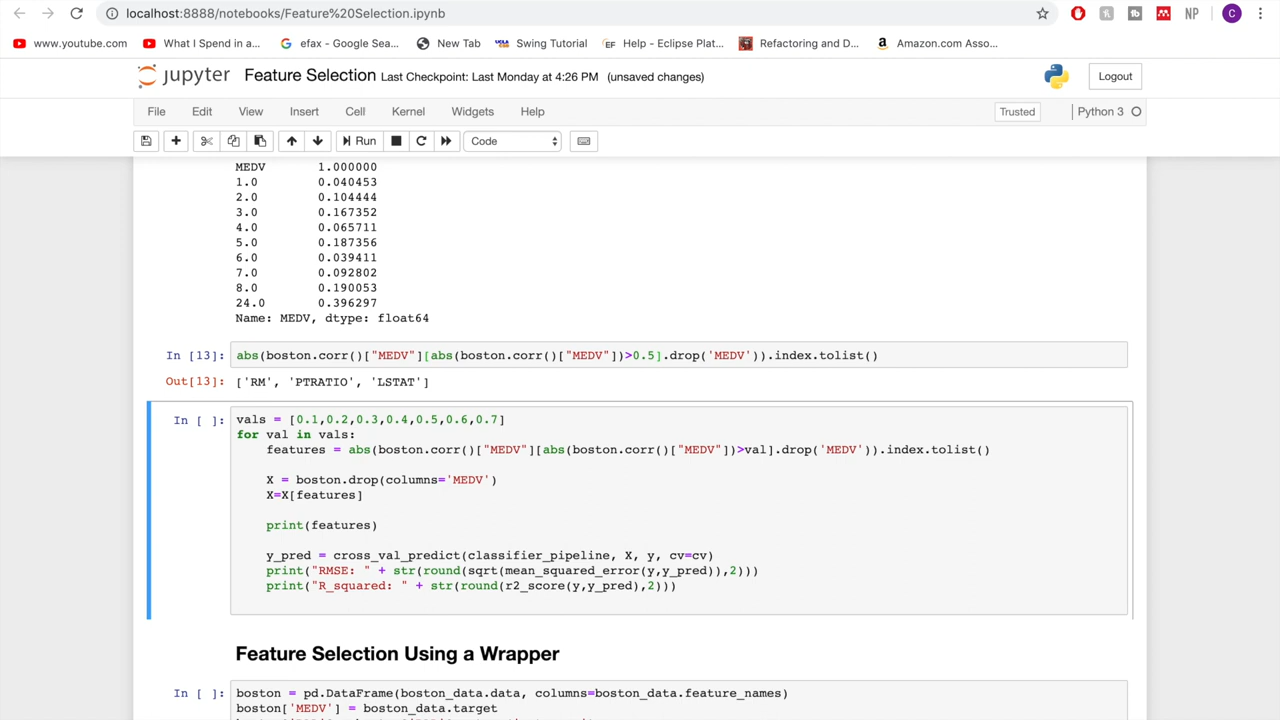 localhost:8888/notebooks/Feature%20Selection.ipynb
NP
C
www.youtube.com What I Spend in a... efax - Google Sea... New Tab UCLA Swing Tutorial EF Help - Eclipse Plat... Refactoring and D... Amazon.com Asso...
jupyter Feature Selection Last Checkpoint: Last Monday at 4:26 PM (unsaved changes) Logout
File Edit View Insert Cell Kernel Widgets Help Trusted Python 3
Run Code
MEDV 1.000000
1.0 0.040453
2.0 0.104444
3.0 0.167352
4.0 0.065711
5.0 0.187356
6.0 0.039411
7.0 0.092802
8.0 0.190053
24.0 0.396297
Name: MEDV, dtype: float64
In [13]: abs(boston.corr()["MEDV"][abs(boston.corr()["MEDV"])>0.5].drop('MEDV')).index.tolist()
Out[13]: ['RM', 'PTRATIO', 'LSTAT']
In [ ]: vals = [0.1,0.2,0.3,0.4,0.5,0.6,0.7]
for val in vals:
features = abs(boston.corr()["MEDV"][abs(boston.corr()["MEDV"])>val].drop('MEDV')).index.tolist()
X = boston.drop(columns='MEDV')
X=X[features]
print(features)
y_pred = cross_val_predict(classifier_pipeline, X, y, cv=cv)
print("RMSE: " + str(round(sqrt(mean_squared_error(y,y_pred)),2)))
print("R_squared: " + str(round(r2_score(y,y_pred),2)))
Feature Selection Using a Wrapper
In [ ]: boston = pd.DataFrame(boston_data.data, columns=boston_data.feature_names)
boston['MEDV'] = boston_data.target